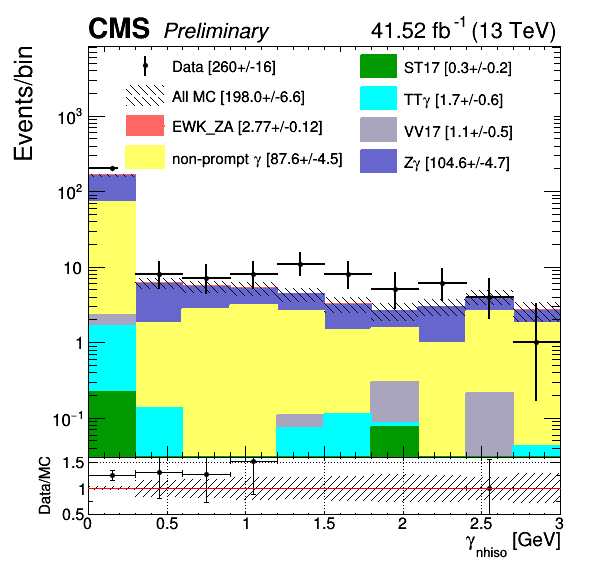 CMS Preliminary 41.52 fb⁻¹ (13 TeV)
Events/bin
Data [260+/-16]
All MC [198.0+/-6.6]
EWK_ZA [2.77+/-0.12]
non-prompt γ [87.6+/-4.5]
ST17 [0.3+/-0.2]
TTγ [1.7+/-0.6]
VV17 [1.1+/-0.5]
Zγ [104.6+/-4.7]
10³
10²
10
1
10⁻¹
Data/MC
1.5
1
0.5
0 0.5 1 1.5 2 2.5 3
γnhiso [GeV]